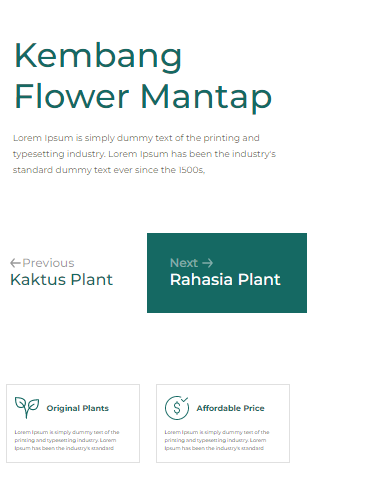 Kembang
Flower Mantap
Lorem Ipsum is simply dummy text of the printing and
typesetting industry. Lorem Ipsum has been the industry's
standard dummy text ever since the 1500s,
←Previous
Kaktus Plant
Next →
Rahasia Plant
Original Plants
Lorem Ipsum is simply dummy text of the
printing and typesetting industry. Lorem
Ipsum has been the industry's standard
Affordable Price
Lorem Ipsum is simply dummy text of the
printing and typesetting industry. Lorem
Ipsum has been the industry's standard